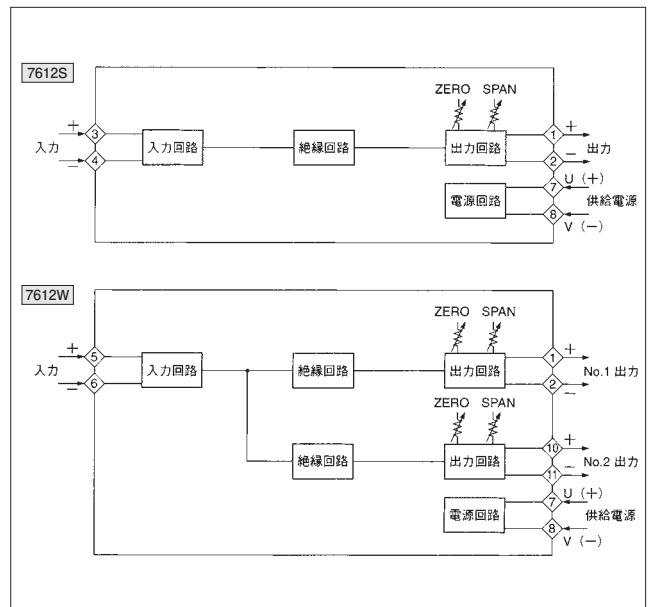 7612S
ZERO SPAN
入力
+
3
−
4
入力回路
絶縁回路
出力回路
1
+
2
−
出力
電源回路
7
U (+)
8
V (−)
供給電源
7612W
ZERO SPAN
入力
+
5
−
6
入力回路
絶縁回路
出力回路
1
+
2
−
No.1 出力
ZERO SPAN
絶縁回路
出力回路
10
+
11
−
No.2 出力
電源回路
7
U (+)
8
V (−)
供給電源